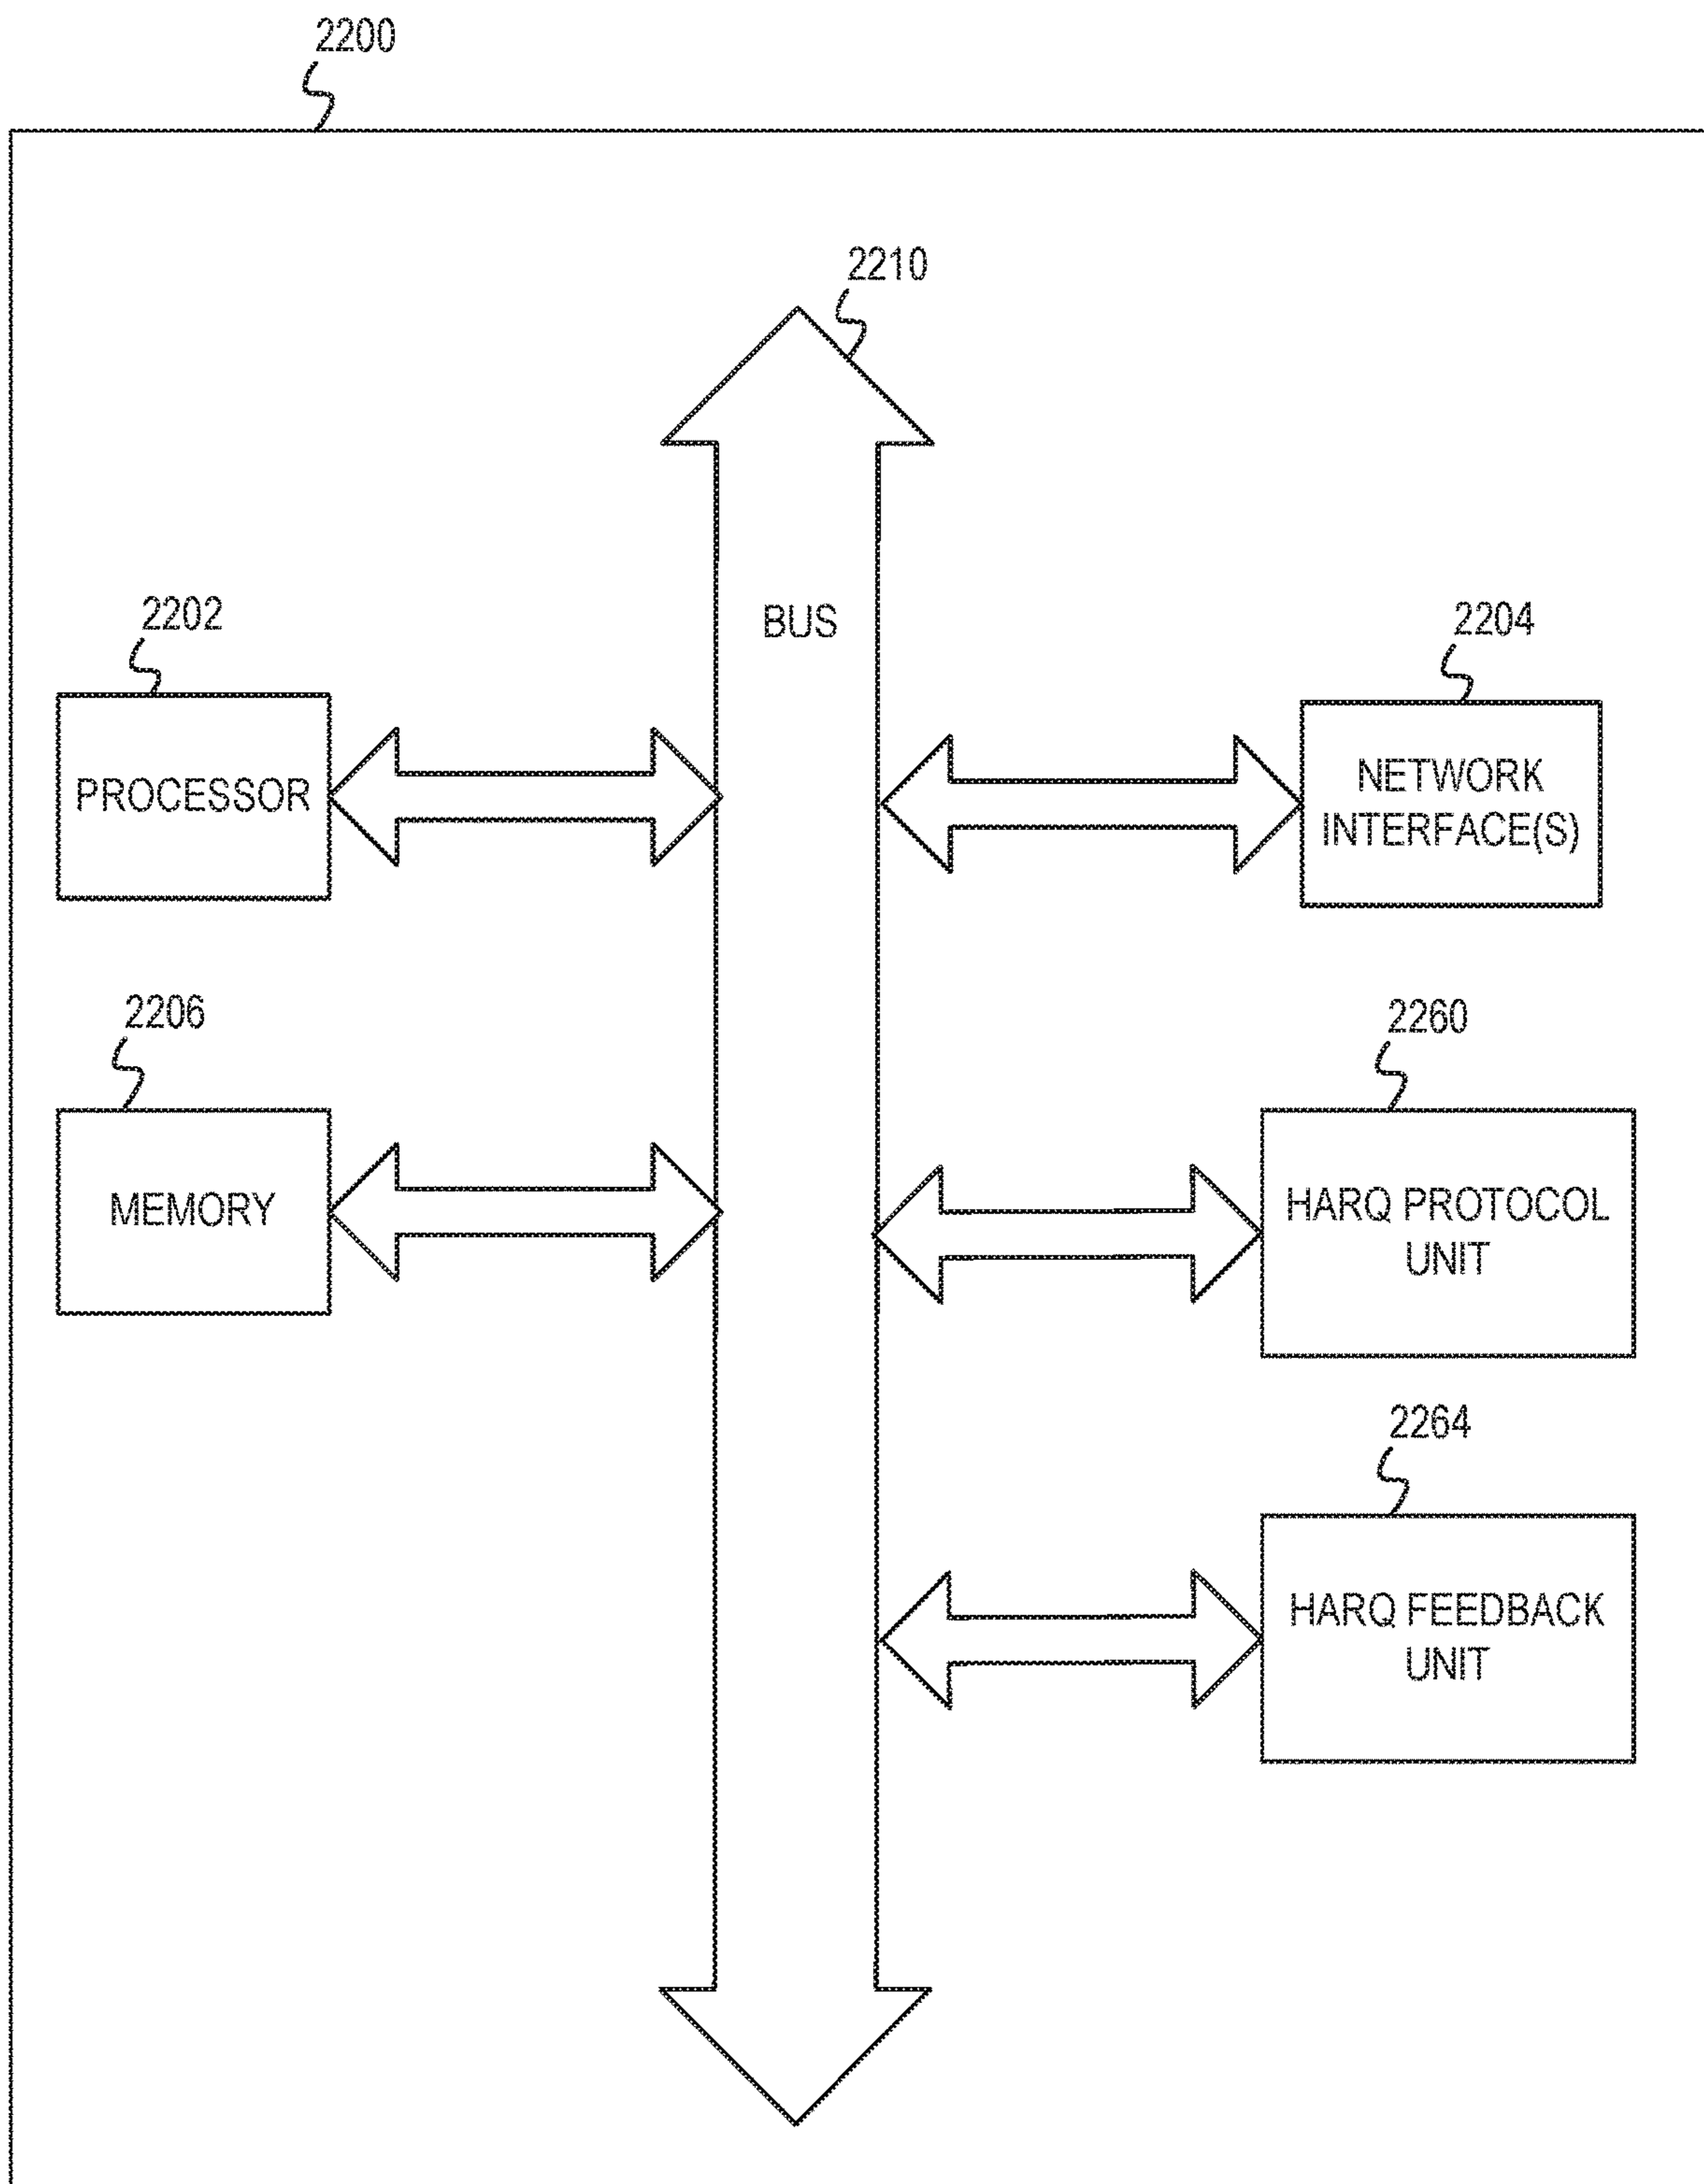 2200
2210
BUS
2202
PROCESSOR
2204
NETWORK
INTERFACE(S)
2206
MEMORY
2260
HARQ PROTOCOL
UNIT
2264
HARQ FEEDBACK
UNIT